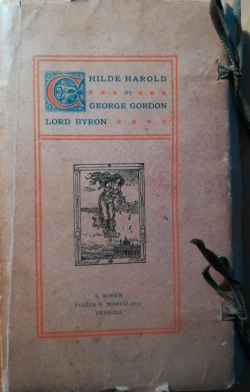 CHILDE HAROLD
BY
GEORGE GORDON
LORD BYRON
S. ROSEN
PIAZZA S. MARCO
VENEZIA